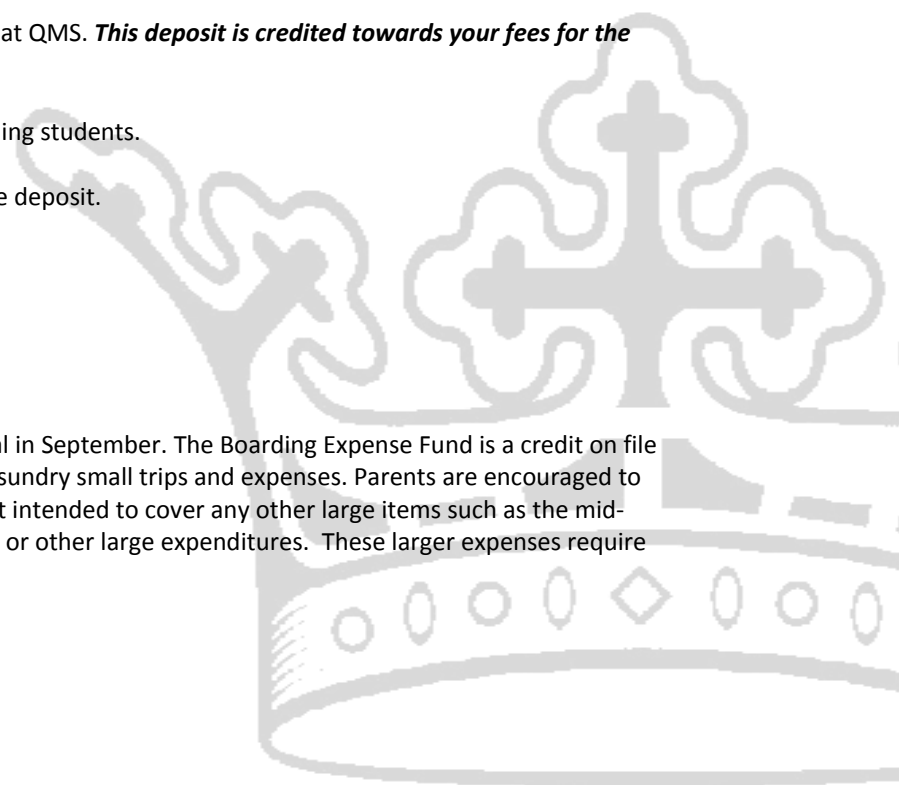 at QMS. This deposit is credited towards your fees for the
ing students.
e deposit.
l in September. The Boarding Expense Fund is a credit on file
sundry small trips and expenses. Parents are encouraged to
t intended to cover any other large items such as the mid-
or other large expenditures. These larger expenses require